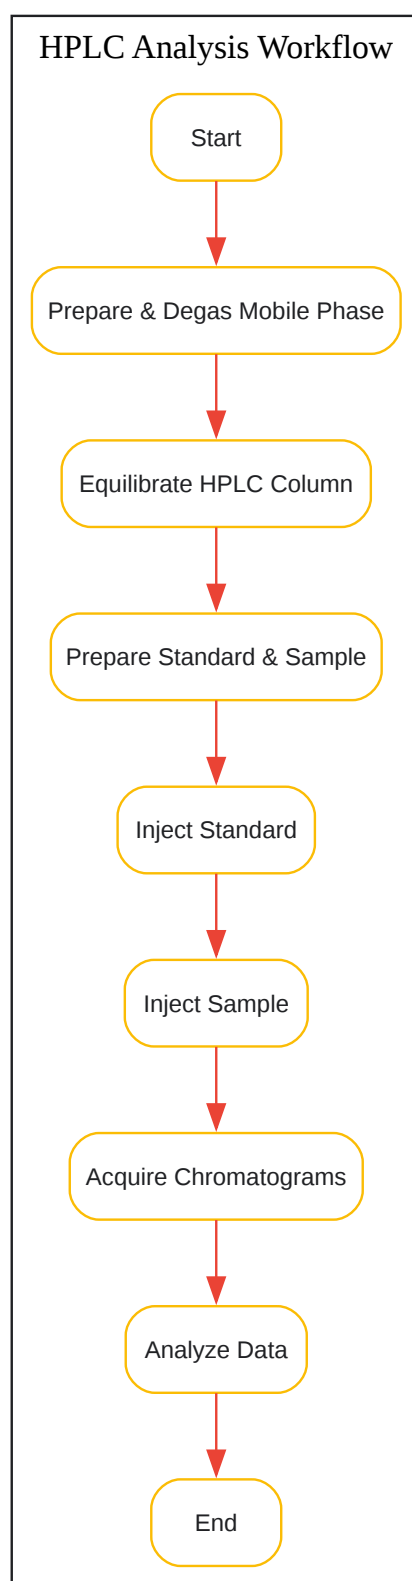 HPLC Analysis Workflow
Start
Prepare & Degas Mobile Phase
Equilibrate HPLC Column
Prepare Standard & Sample
Inject Standard
Inject Sample
Acquire Chromatograms
Analyze Data
End